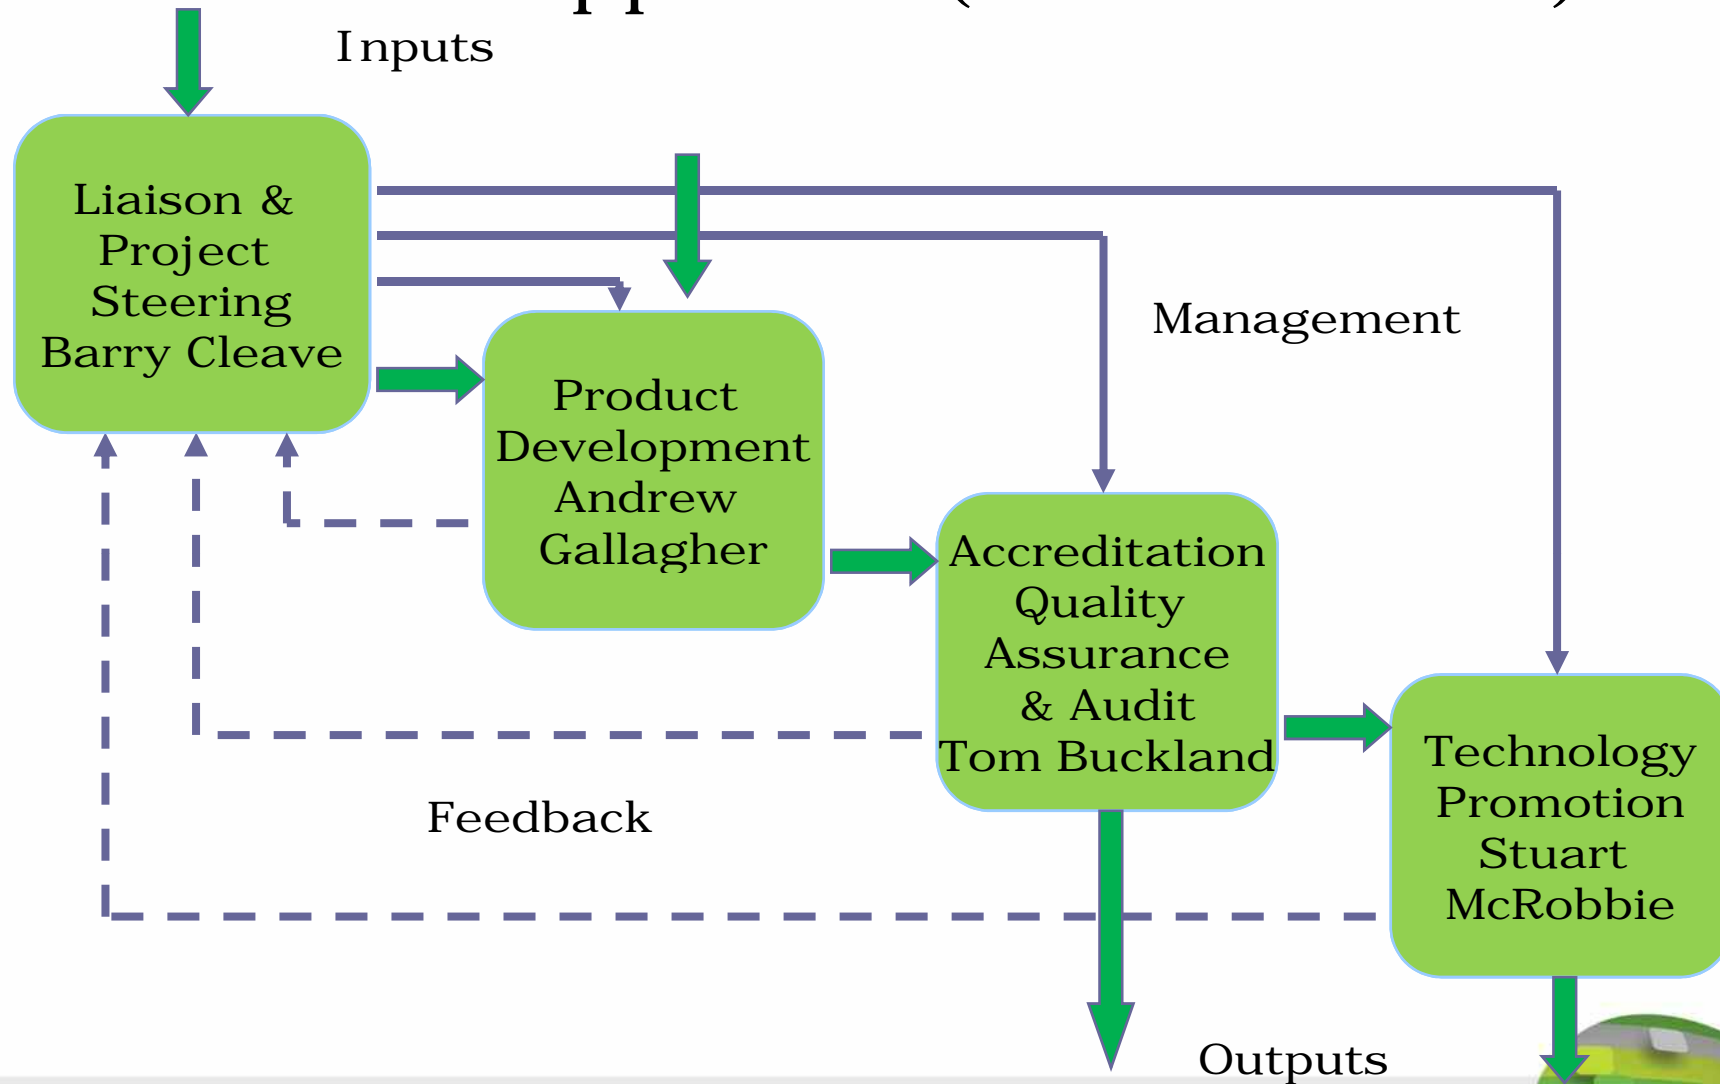 Inputs
Liaison &
Project
Steering
Barry Cleave
Management
Product
Development
Andrew
Gallagher
Accreditation
Quality
Assurance
& Audit
Tom Buckland
Technology
Promotion
Stuart
McRobbie
Feedback
Outputs